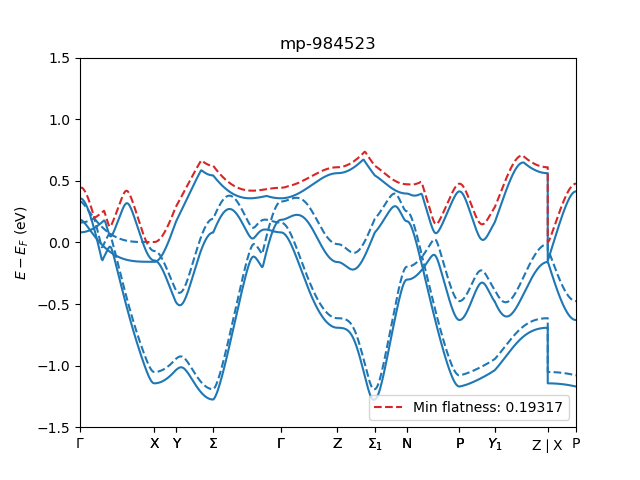 mp-984523
E − E_F (eV)
1.5
1.0
0.5
0.0
−0.5
−1.0
−1.5
Min flatness: 0.19317
Γ X Y Σ Γ Z Σ₁ N P Y₁ Z | X P